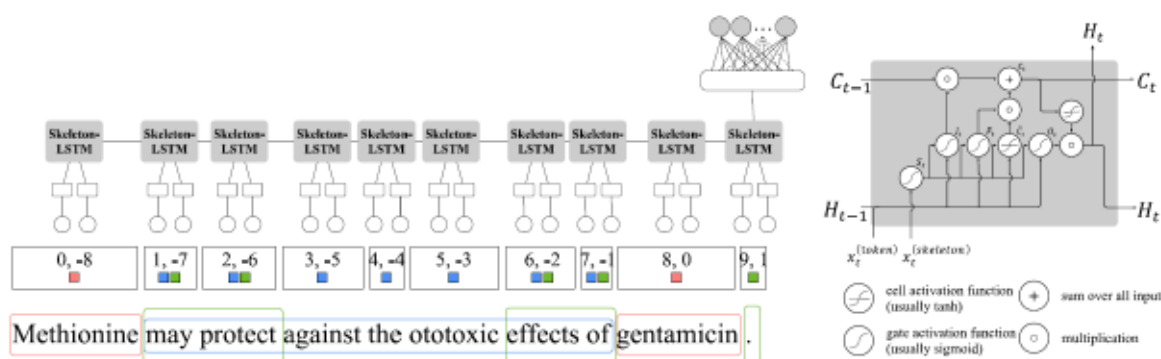 ...
H_t
C_{t-1}
C_t
Skeleton-LSTM Skeleton-LSTM Skeleton-LSTM Skeleton-LSTM Skeleton-LSTM Skeleton-LSTM Skeleton-LSTM Skeleton-LSTM Skeleton-LSTM Skeleton-LSTM
S_t
H_{t-1}
H_t
x_t^{(token)} x_t^{(skeleton)}
0, -8 1, -7 2, -6 3, -5 4, -4 5, -3 6, -2 7, -1 8, 0 9, 1
Methionine may protect against the ototoxic effects of gentamicin .
cell activation function
(usually tanh)
sum over all input
gate activation function
(usually sigmoid)
multiplication